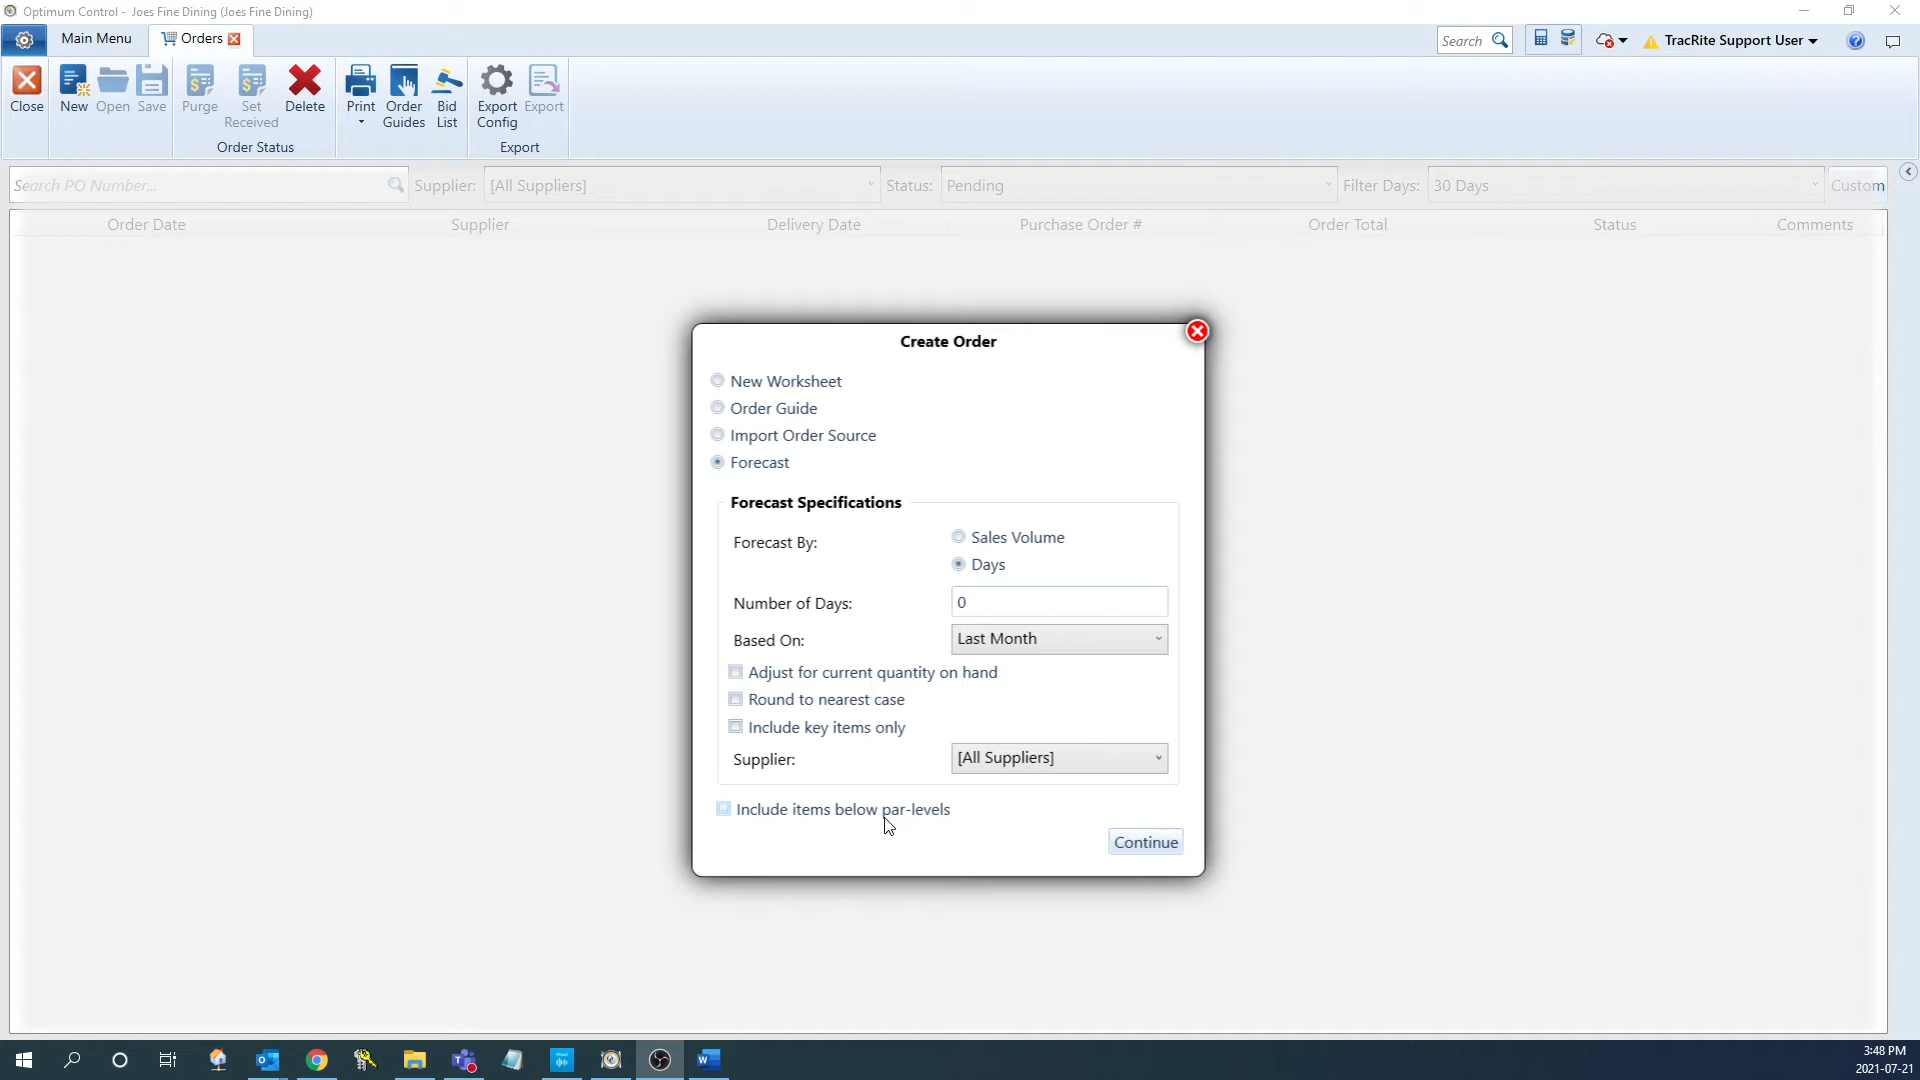 Optimum Control - Joes Fine Dining (Joes Fine Dining)
Main Menu
Orders
Search
TracRite Support User
Close
New
Open
Save
Purge
Set Received
Delete
Print
Order Guides
Bid List
Export Config
Export
Order Status
Export
Search PO Number...
Supplier:
[All Suppliers]
Status:
Pending
Filter Days:
30 Days
Custom
Order Date
Supplier
Delivery Date
Purchase Order #
Order Total
Status
Comments
Create Order
New Worksheet
Order Guide
Import Order Source
Forecast
Forecast Specifications
Forecast By:
Sales Volume
Days
Number of Days:
0
Based On:
Last Month
Adjust for current quantity on hand
Round to nearest case
Include key items only
Supplier:
[All Suppliers]
Include items below par-levels
Continue
3:48 PM
2021-07-21